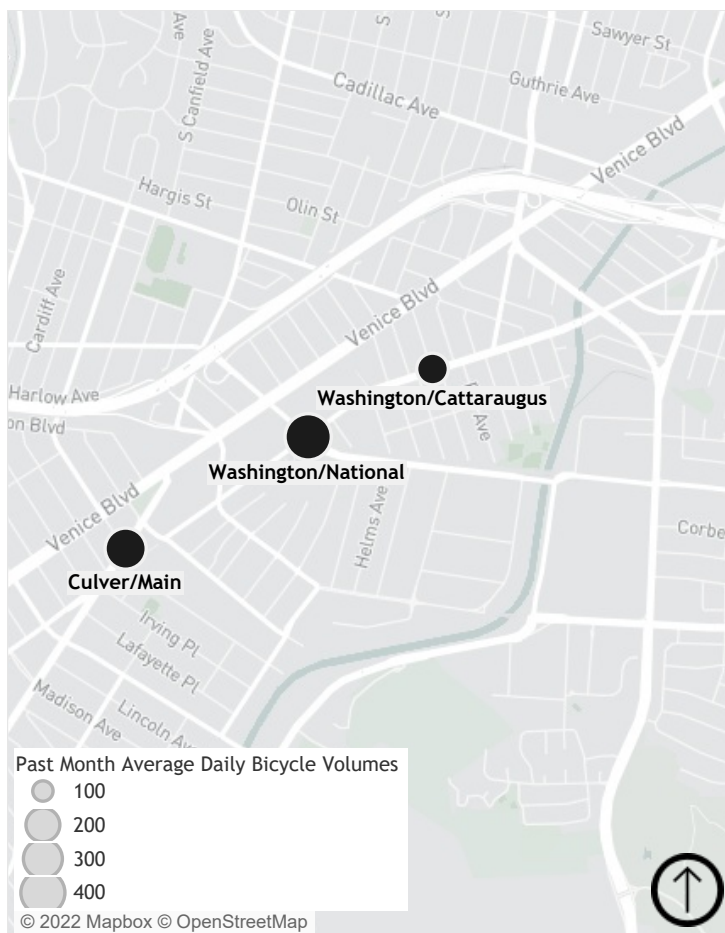 Sawyer St
S Canfield Ave
Cadillac Ave
Guthrie Ave
Venice Blvd
Hargis St
Olin St
Cardiff Ave
Venice Blvd
Harlow Ave
on Blvd
Washington/Cattaraugus
Ave
Washington/National
Venice Blvd
Helms Ave
Corbe
Culver/Main
Irving Pl
Lafayette Pl
Madison Ave
Lincoln Av
Past Month Average Daily Bicycle Volumes
100
200
300
400
© 2022 Mapbox © OpenStreetMap